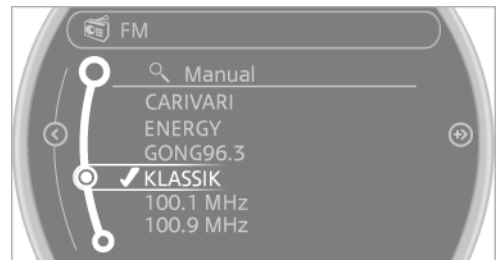 FM
Manual
CARIVARI
ENERGY
GONG96.3
KLASSIK
100.1 MHz
100.9 MHz